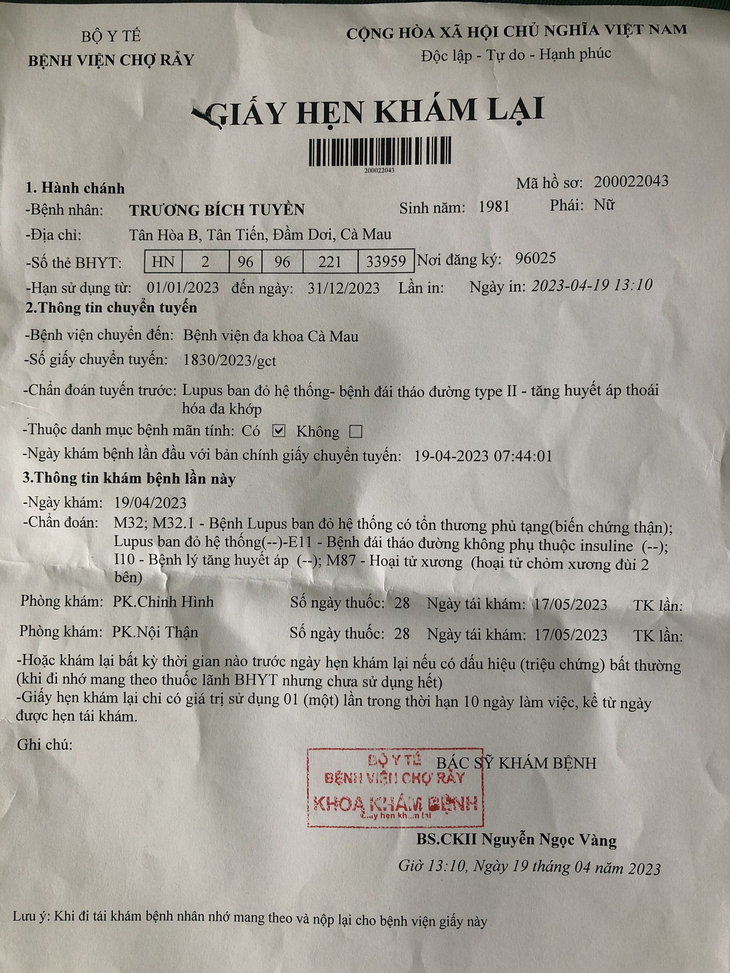 BỘ Y TẾ
BỆNH VIỆN CHỢ RẪY
CỘNG HÒA XÃ HỘI CHỦ NGHĨA VIỆT NAM
Độc lập - Tự do - Hạnh phúc
GIẤY HẸN KHÁM LẠI
200022043
Mã hồ sơ: 200022043
1. Hành chánh
-Bệnh nhân: TRƯƠNG BÍCH TUYỀN Sinh năm: 1981 Phái: Nữ
-Địa chỉ: Tân Hòa B, Tân Tiến, Đầm Dơi, Cà Mau
-Số thẻ BHYT: HN 2 96 96 221 33959 Nơi đăng ký: 96025
-Hạn sử dụng từ: 01/01/2023 đến ngày: 31/12/2023 Lần in: Ngày in: 2023-04-19 13:10
2.Thông tin chuyển tuyến
-Bệnh viện chuyển đến: Bệnh viện đa khoa Cà Mau
-Số giấy chuyển tuyến: 1830/2023/gct
-Chẩn đoán tuyến trước: Lupus ban đỏ hệ thống- bệnh đái tháo đường type II - tăng huyết áp thoái
hóa đa khớp
-Thuộc danh mục bệnh mãn tính: Có ☑ Không ☐
-Ngày khám bệnh lần đầu với bản chính giấy chuyển tuyến: 19-04-2023 07:44:01
3.Thông tin khám bệnh lần này
-Ngày khám: 19/04/2023
-Chẩn đoán: M32; M32.1 - Bệnh Lupus ban đỏ hệ thống có tổn thương phủ tạng(biến chứng thận);
Lupus ban đỏ hệ thống(--)-E11 - Bệnh đái tháo đường không phụ thuộc insuline (--);
I10 - Bệnh lý tăng huyết áp (--); M87 - Hoại tử xương (hoại tử chỏm xương đùi 2
bên)
Phòng khám: PK.Chỉnh Hình Số ngày thuốc: 28 Ngày tái khám: 17/05/2023 TK lần:
Phòng khám: PK.Nội Thận Số ngày thuốc: 28 Ngày tái khám: 17/05/2023 TK lần:
-Hoặc khám lại bất kỳ thời gian nào trước ngày hẹn khám lại nếu có dấu hiệu (triệu chứng) bất thường
(khi đi nhớ mang theo thuốc lãnh BHYT nhưng chưa sử dụng hết)
-Giấy hẹn khám lại chỉ có giá trị sử dụng 01 (một) lần trong thời hạn 10 ngày làm việc, kể từ ngày
được hẹn tái khám.
Ghi chú:
BỘ Y TẾ
BỆNH VIỆN CHỢ RẪY
KHOA KHÁM BỆNH
Giấy hẹn khám lại
BÁC SỸ KHÁM BỆNH
BS.CKII Nguyễn Ngọc Vàng
Giờ 13:10, Ngày 19 tháng 04 năm 2023
Lưu ý: Khi đi tái khám bệnh nhân nhớ mang theo và nộp lại cho bệnh viện giấy này